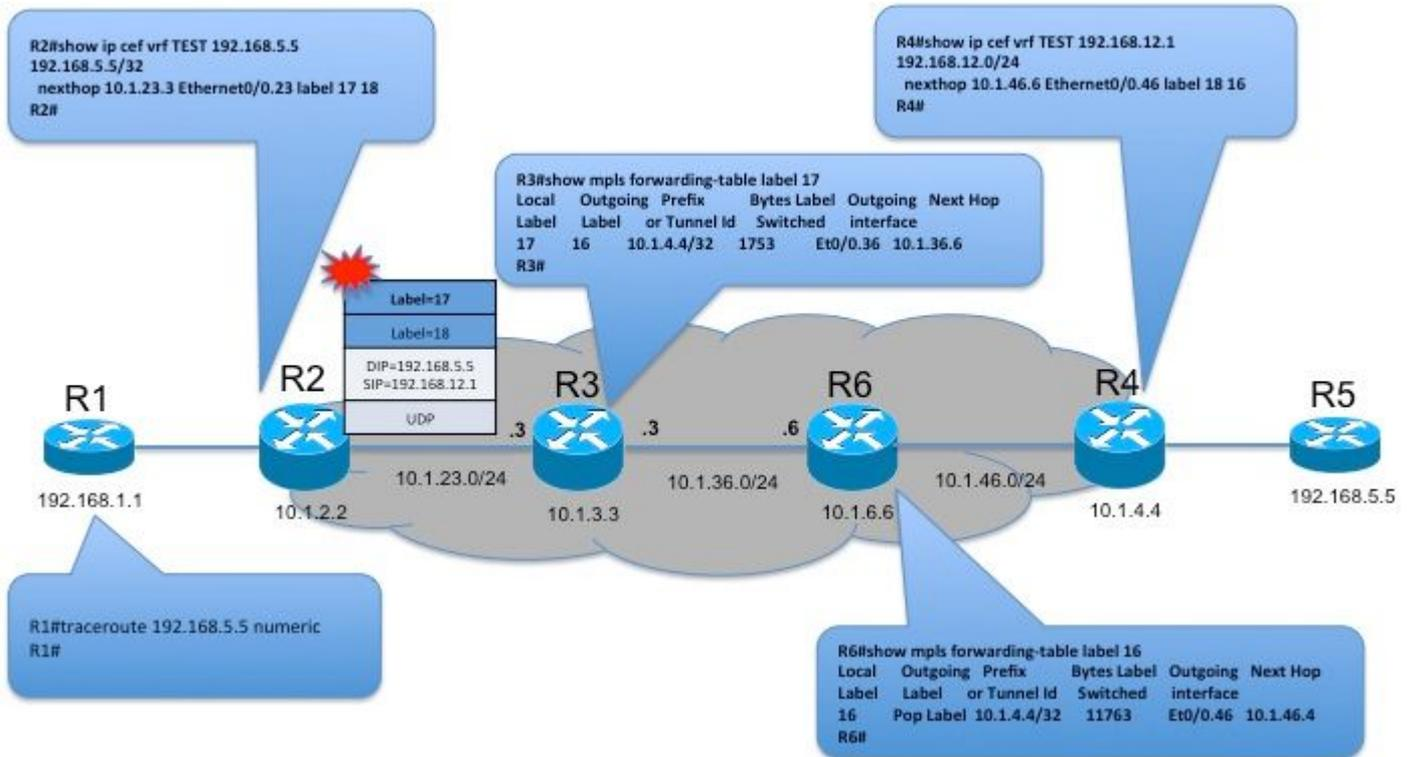 R2#show ip cef vrf TEST 192.168.5.5
192.168.5.5/32
nexthop 10.1.23.3 Ethernet0/0.23 label 17 18
R2#
R4#show ip cef vrf TEST 192.168.12.1
192.168.12.0/24
nexthop 10.1.46.6 Ethernet0/0.46 label 18 16
R4#
R3#show mpls forwarding-table label 17
Local Outgoing Prefix Bytes Label Outgoing Next Hop
Label Label or Tunnel Id Switched interface
17 16 10.1.4.4/32 1753 Et0/0.36 10.1.36.6
R3#
Label=17
Label=18
DIP=192.168.5.5
SIP=192.168.12.1
UDP
R1
R2
R3
R6
R4
R5
.3
.3
.6
10.1.23.0/24
10.1.36.0/24
10.1.46.0/24
192.168.1.1
10.1.2.2
10.1.3.3
10.1.6.6
10.1.4.4
192.168.5.5
R1#traceroute 192.168.5.5 numeric
R1#
R6#show mpls forwarding-table label 16
Local Outgoing Prefix Bytes Label Outgoing Next Hop
Label Label or Tunnel Id Switched interface
16 Pop Label 10.1.4.4/32 11763 Et0/0.46 10.1.46.4
R6#